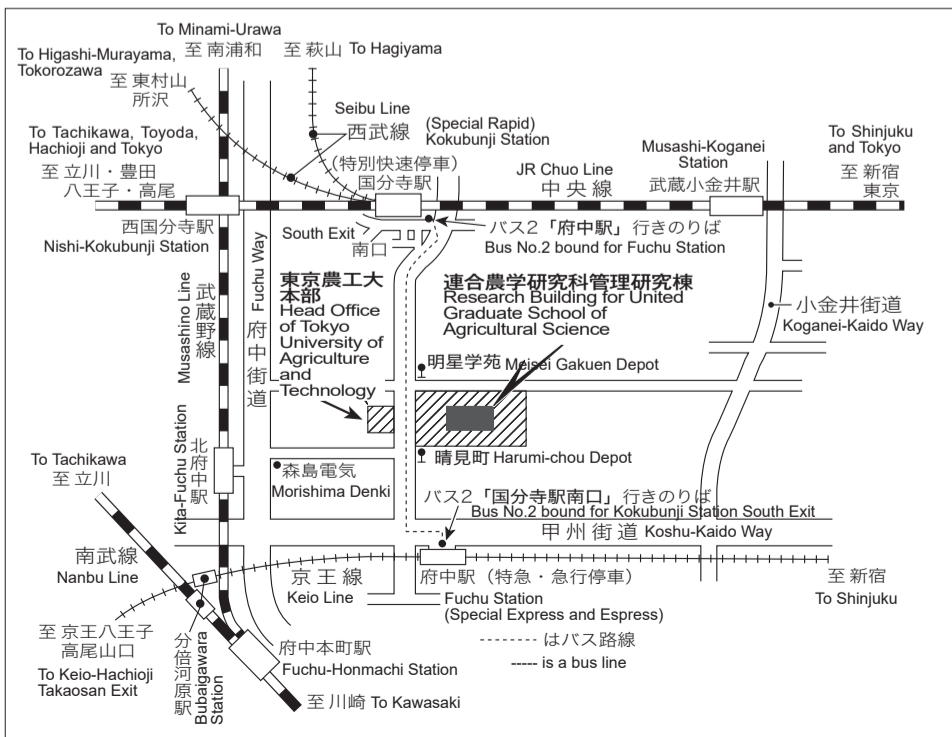 To Minami-Urawa
至 南浦和
至 萩山 To Hagiyama
To Higashi-Murayama,
Tokorozawa
至 東村山
所沢
Seibu Line
西武線
(Special Rapid)
Kokubunji Station
(特別快速停車)
国分寺駅
To Tachikawa, Toyoda,
Hachioji and Tokyo
至 立川・豊田
八王子・高尾
JR Chuo Line
中央線
Musashi-Koganei
Station
武蔵小金井駅
To Shinjuku
and Tokyo
至 新宿
東京
西国分寺駅
Nishi-Kokubunji Station
South Exit
南口
バス2「府中駅」行きのりば
Bus No.2 bound for Fuchu Station
Musashino Line
武蔵野線
Fuchu Way
府中街道
東京農工大
本部
Head Office
of Tokyo
University of
Agriculture
and
Technology
連合農学研究科管理研究棟
Research Building for United
Graduate School of
Agricultural Science
小金井街道
Koganei-Kaido Way
明星学苑 Meisei Gakuen Depot
Kita-Fuchu Station
北府中駅
森島電気
Morishima Denki
晴見町 Harumi-chou Depot
To Tachikawa
至 立川
バス2「国分寺駅南口」行きのりば
Bus No.2 bound for Kokubunji Station South Exit
甲州街道 Koshu-Kaido Way
南武線
Nanbu Line
京王線
Keio Line
府中駅(特急・急行停車)
Fuchu Station
(Special Express and Espress)
至 新宿
To Shinjuku
至 京王八王子
高尾山口
To Keio-Hachioji
Takaosan Exit
分倍河原駅
Bubaigawara
Station
府中本町駅
Fuchu-Honmachi Station
至 川崎 To Kawasaki
はバス路線
is a bus line